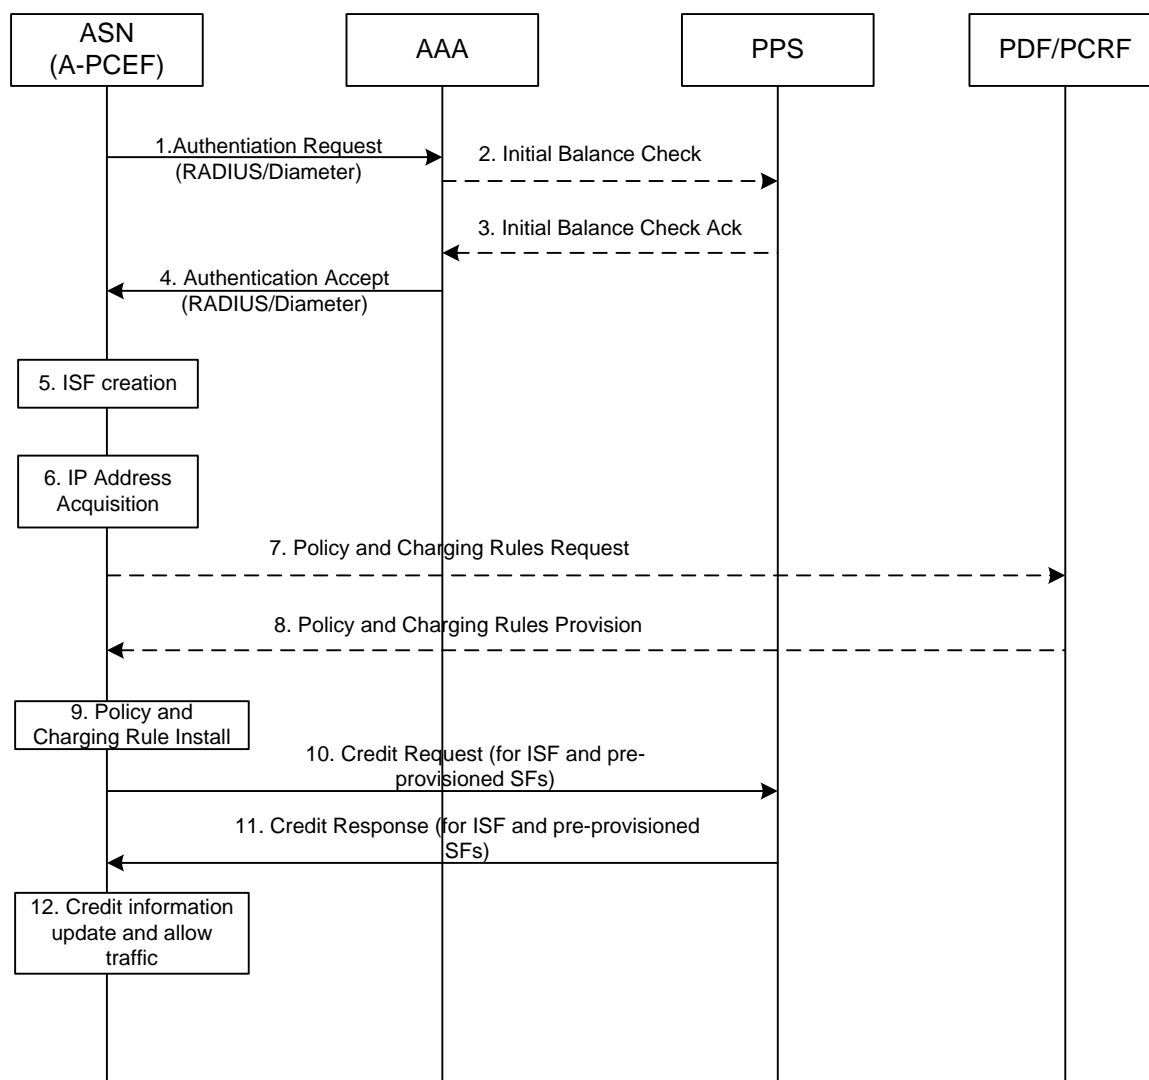 ASN
(A-PCEF)
AAA
PPS
PDF/PCRF
1.Authentiation Request
(RADIUS/Diameter)
2. Initial Balance Check
3. Initial Balance Check Ack
4. Authentication Accept
(RADIUS/Diameter)
5. ISF creation
6. IP Address
Acquisition
7. Policy and Charging Rules Request
8. Policy and Charging Rules Provision
9. Policy and
Charging Rule Install
10. Credit Request (for ISF and pre-
provisioned SFs)
11. Credit Response (for ISF and pre-provisioned
SFs)
12. Credit information
update and allow
traffic